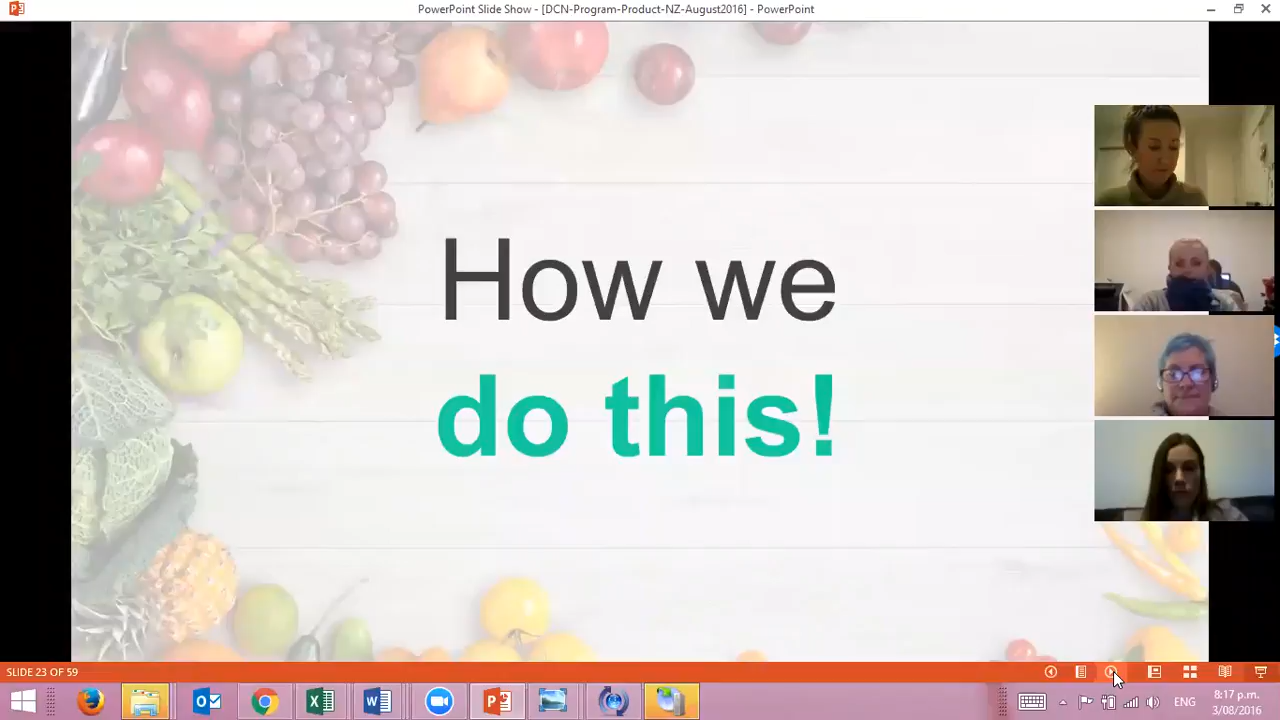 PowerPoint Slide Show - [DCN-Program-Product-NZ-August2016] - PowerPoint
How we
do this!
SLIDE 23 OF 59
ENG
8:17 p.m.
3/08/2016